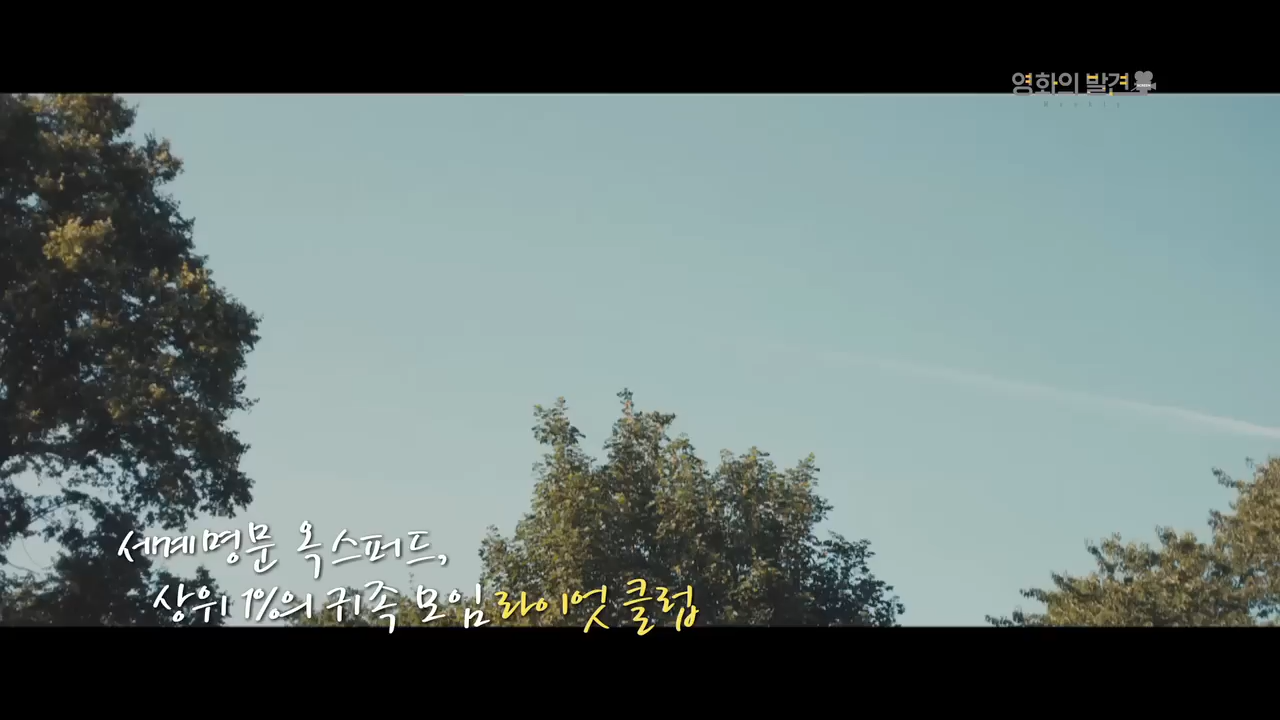 영화의 발견
세계명문 옥스퍼드,
상위 1%의 귀족 모임 라이엇 클럽